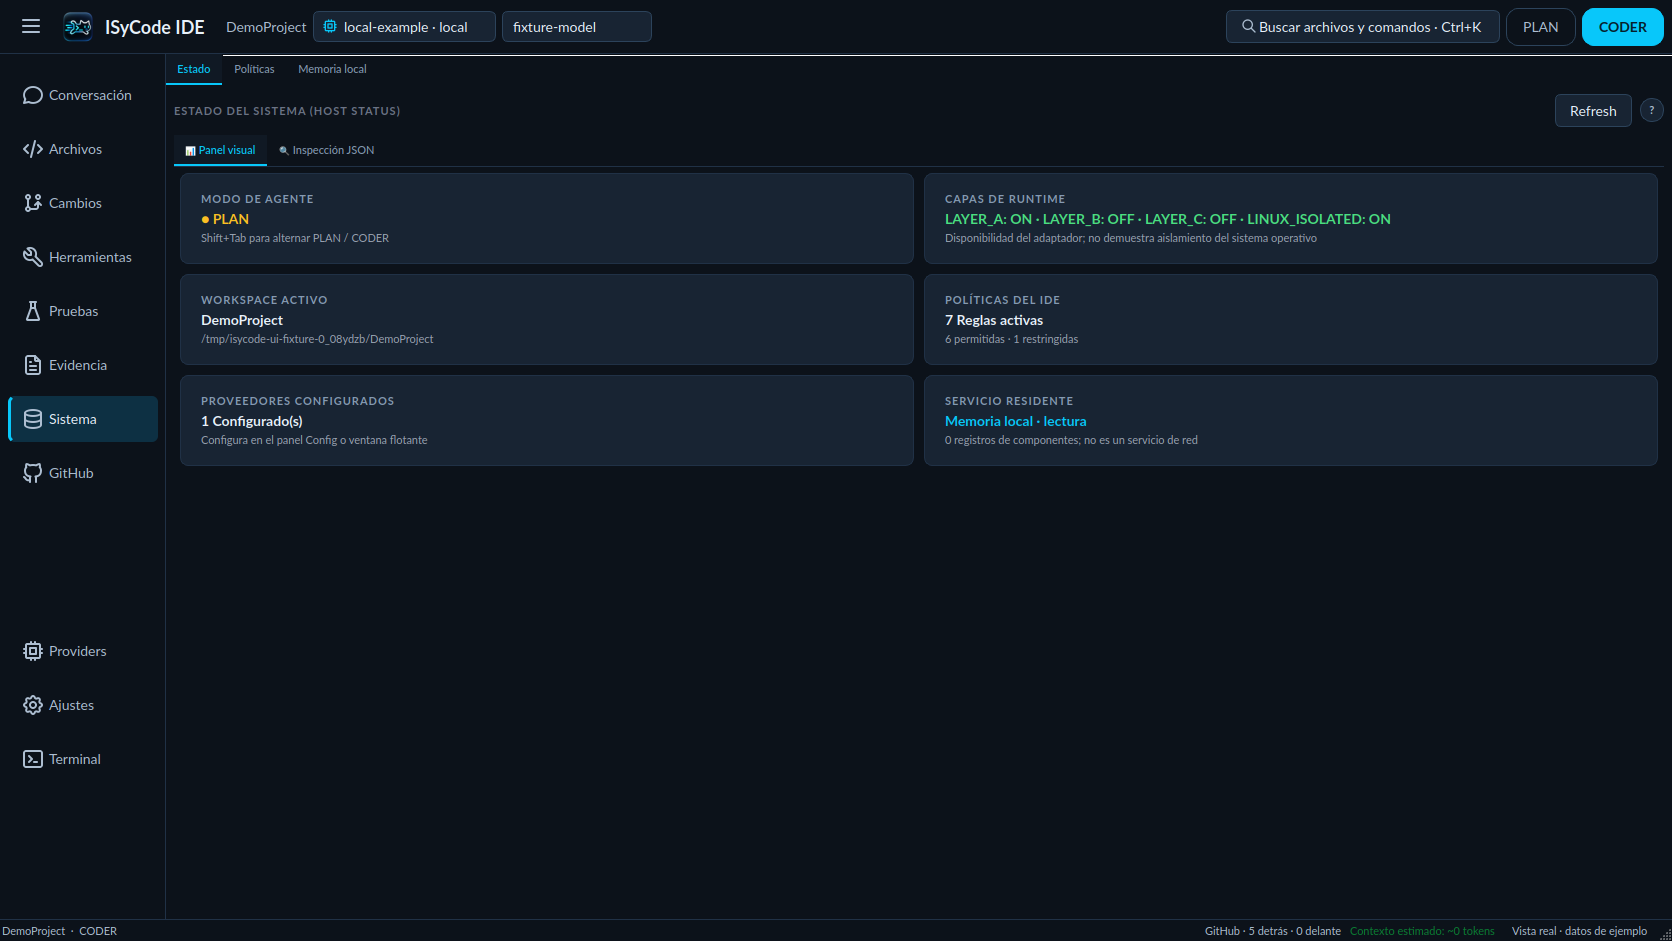 ISyCode IDE
DemoProject
local-example · local
fixture-model
Buscar archivos y comandos · Ctrl+K
PLAN
CODER
Conversación
Archivos
Cambios
Herramientas
Pruebas
Evidencia
Sistema
GitHub
Providers
Ajustes
Terminal
Estado
Políticas
Memoria local
ESTADO DEL SISTEMA (HOST STATUS)
Refresh
?
Panel visual
Inspección JSON
MODO DE AGENTE
● PLAN
Shift+Tab para alternar PLAN / CODER
CAPAS DE RUNTIME
LAYER_A: ON · LAYER_B: OFF · LAYER_C: OFF · LINUX_ISOLATED: ON
Disponibilidad del adaptador; no demuestra aislamiento del sistema operativo
WORKSPACE ACTIVO
DemoProject
/tmp/isycode-ui-fixture-0_08ydzb/DemoProject
POLÍTICAS DEL IDE
7 Reglas activas
6 permitidas · 1 restringidas
PROVEEDORES CONFIGURADOS
1 Configurado(s)
Configura en el panel Config o ventana flotante
SERVICIO RESIDENTE
Memoria local · lectura
0 registros de componentes; no es un servicio de red
DemoProject · CODER
GitHub · 5 detrás · 0 delante
Contexto estimado: ~0 tokens
Vista real · datos de ejemplo